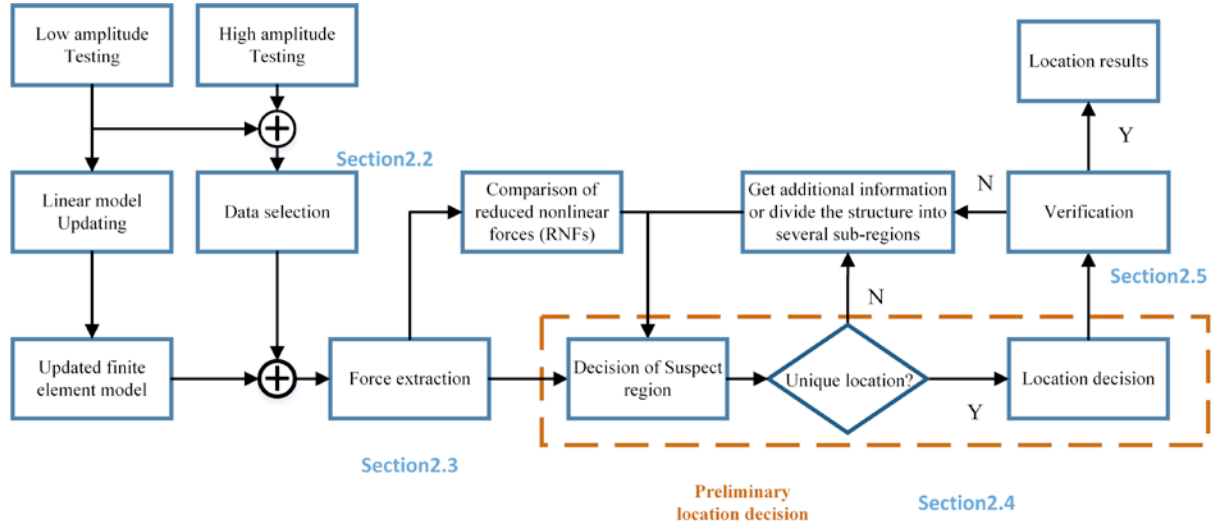 Low amplitude
Testing
High amplitude
Testing
Location results
Y
Section2.2
Linear model
Updating
Data selection
Comparison of
reduced nonlinear
forces (RNFs)
Get additional information
or divide the structure into
several sub-regions
N
Verification
Section2.5
N
Updated finite
element model
Force extraction
Decision of Suspect
region
Unique location?
Y
Location decision
Section2.3
Preliminary
location decision
Section2.4